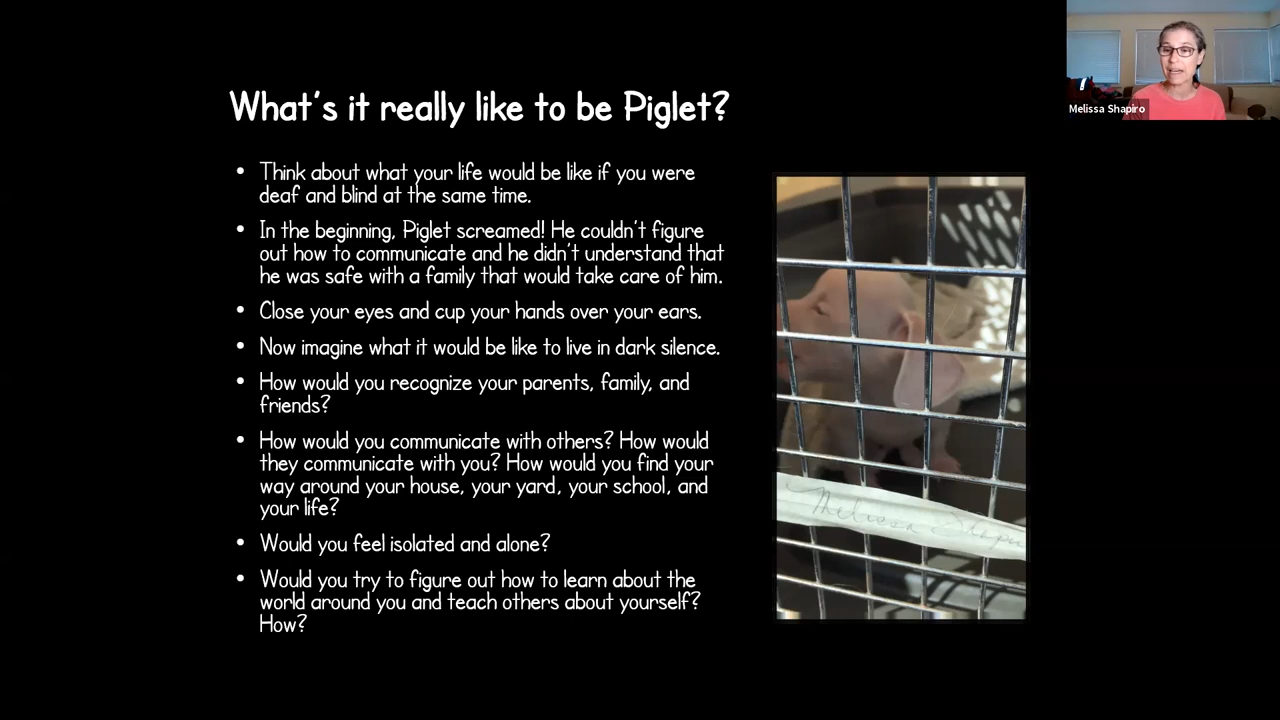 What's it really like to be Piglet?
• Think about what your life would be like if you were
deaf and blind at the same time.
• In the beginning, Piglet screamed! He couldn't figure
out how to communicate and he didn't understand that
he was safe with a family that would take care of him.
• Close your eyes and cup your hands over your ears.
• Now imagine what it would be like to live in dark silence.
• How would you recognize your parents, family, and
friends?
• How would you communicate with others? How would
they communicate with you? How would you find your
way around your house, your yard, your school, and
your life?
• Would you feel isolated and alone?
• Would you try to figure out how to learn about the
world around you and teach others about yourself?
How?
Melissa Shapiro
Melissa Shapi